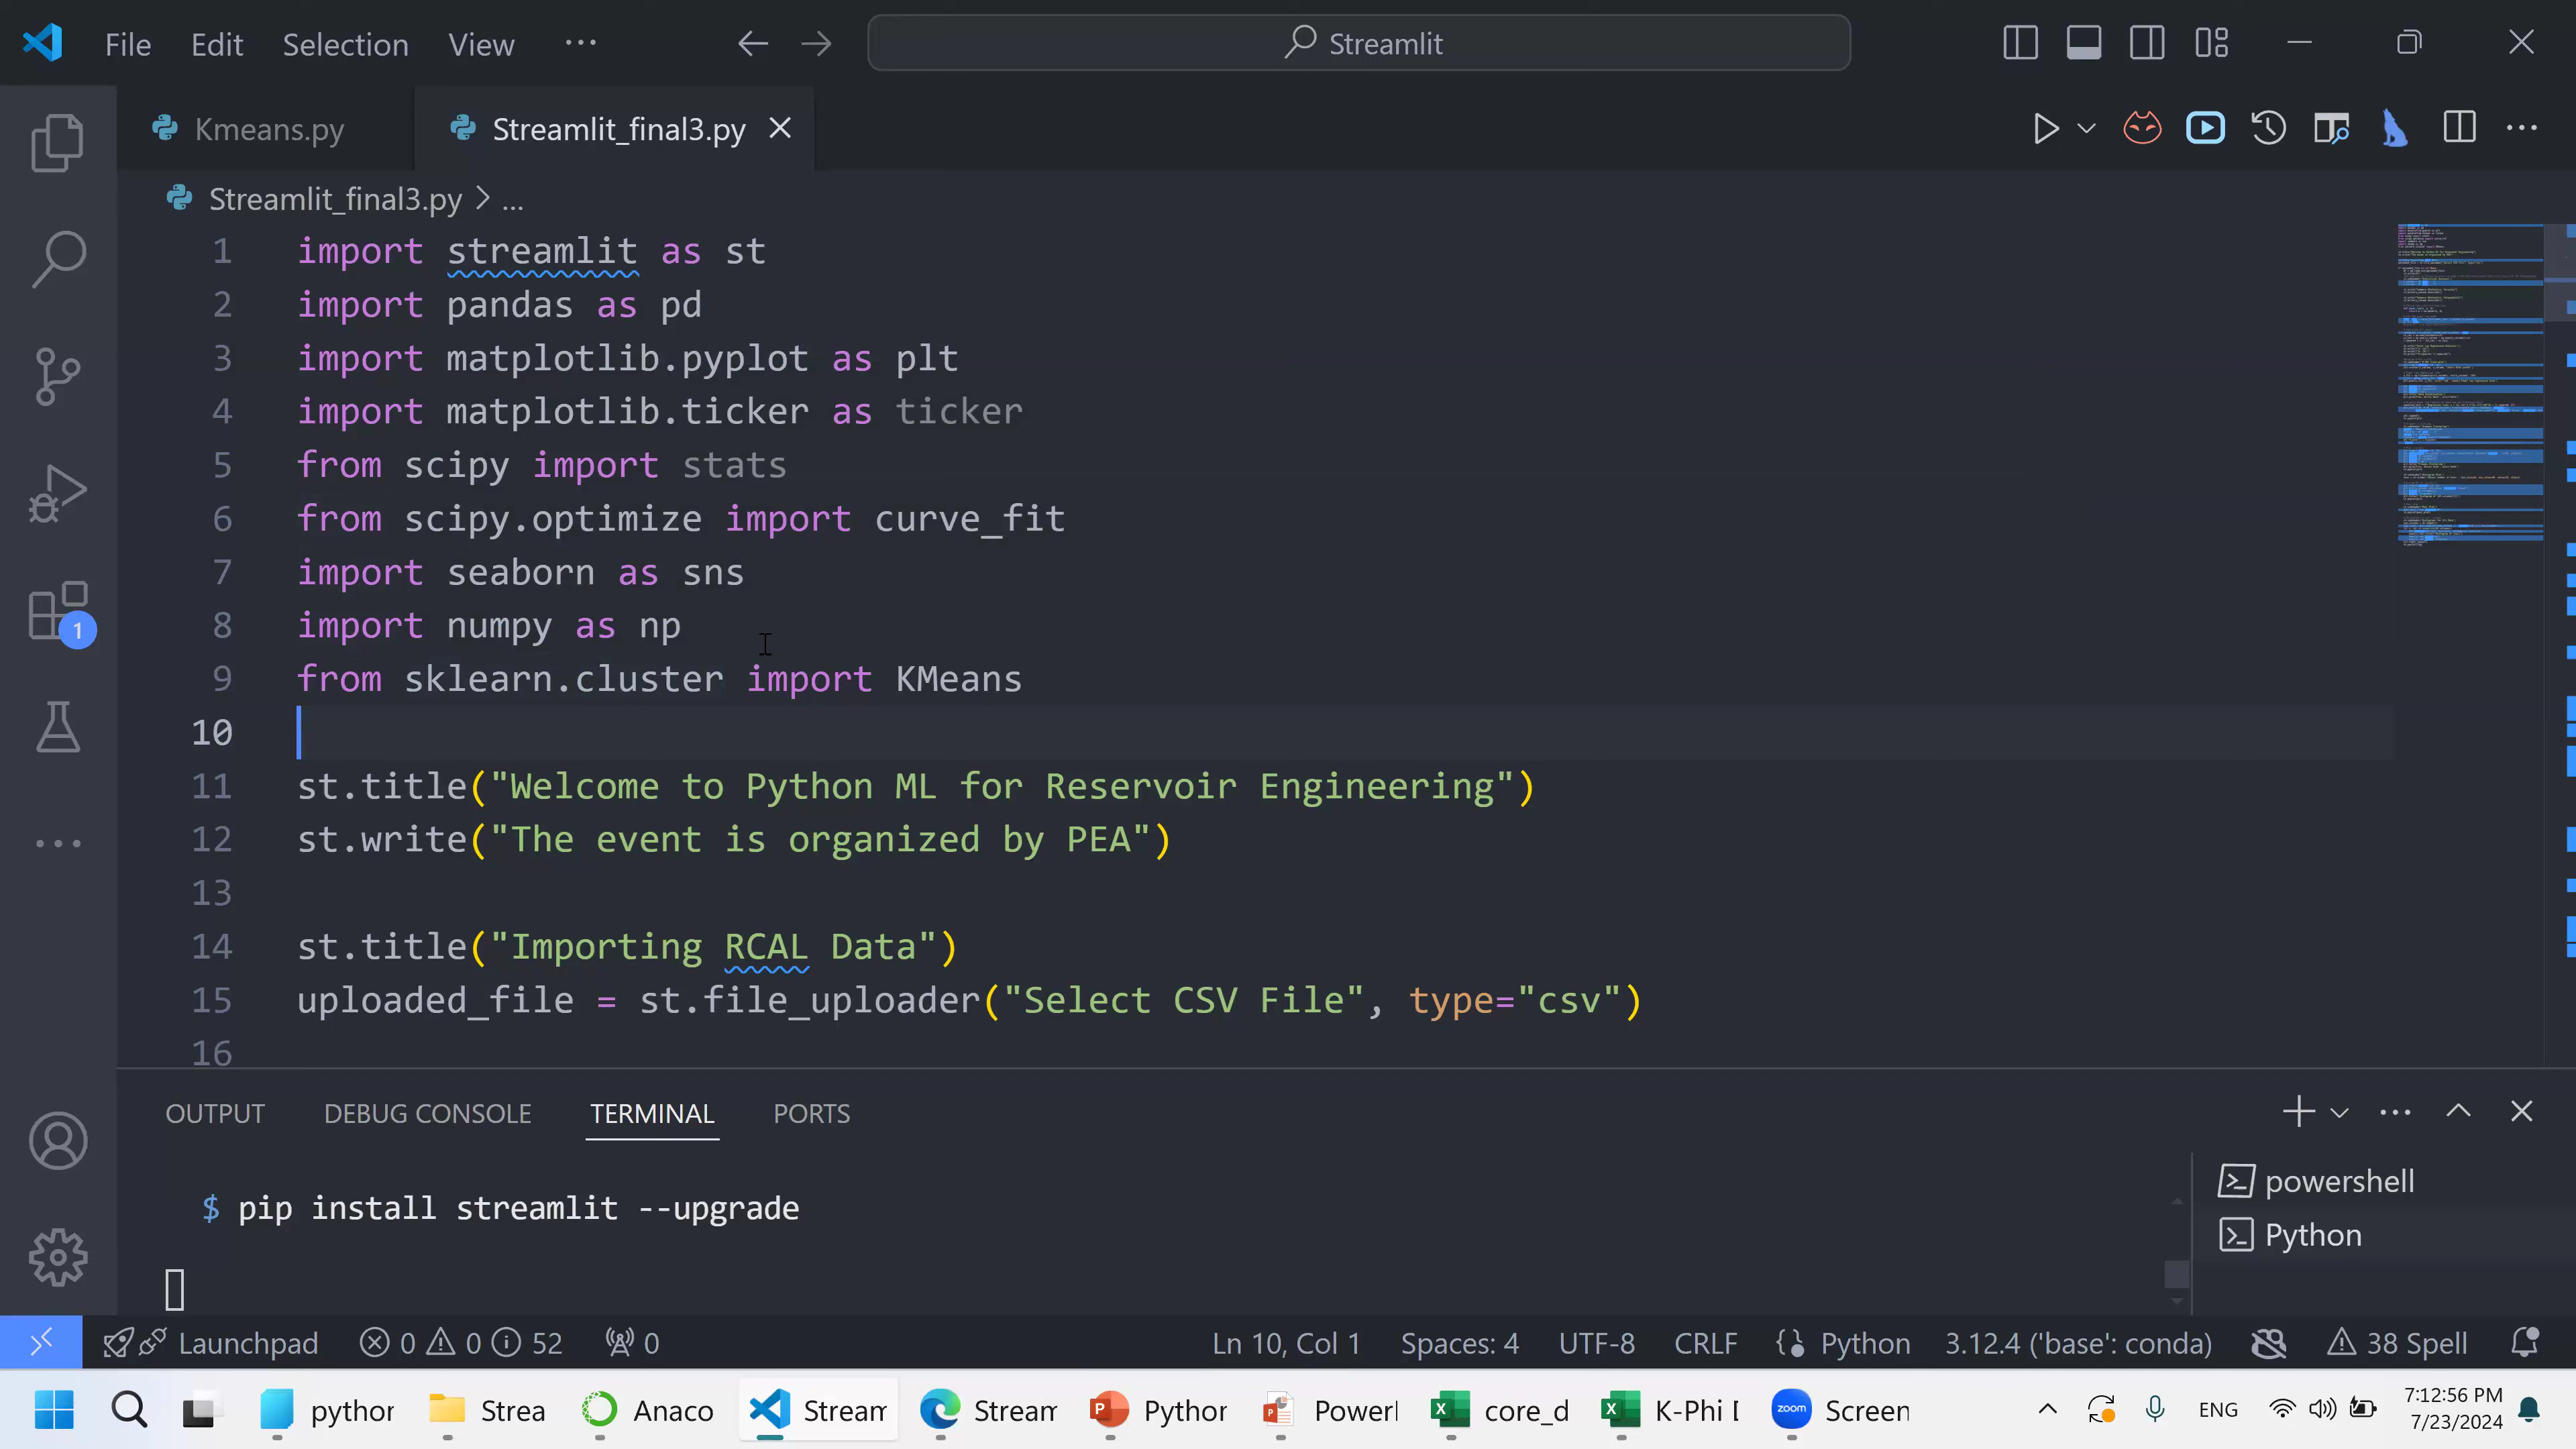 File Edit Selection View ··· Streamlit
Kmeans.py Streamlit_final3.py
Streamlit_final3.py > ...
1 import streamlit as st
2 import pandas as pd
3 import matplotlib.pyplot as plt
4 import matplotlib.ticker as ticker
5 from scipy import stats
6 from scipy.optimize import curve_fit
7 import seaborn as sns
8 import numpy as np
9 from sklearn.cluster import KMeans
10
11 st.title("Welcome to Python ML for Reservoir Engineering")
12 st.write("The event is organized by PEA")
13
14 st.title("Importing RCAL Data")
15 uploaded_file = st.file_uploader("Select CSV File", type="csv")
16
1
OUTPUT DEBUG CONSOLE TERMINAL PORTS
$ pip install streamlit --upgrade
powershell
Python
Launchpad 0 0 52 0 Ln 10, Col 1 Spaces: 4 UTF-8 CRLF Python 3.12.4 ('base': conda) 38 Spell
python Strea Anaco Stream Stream Python Power core_d K-Phi zoom Screen ENG 7:12:56 PM
7/23/2024